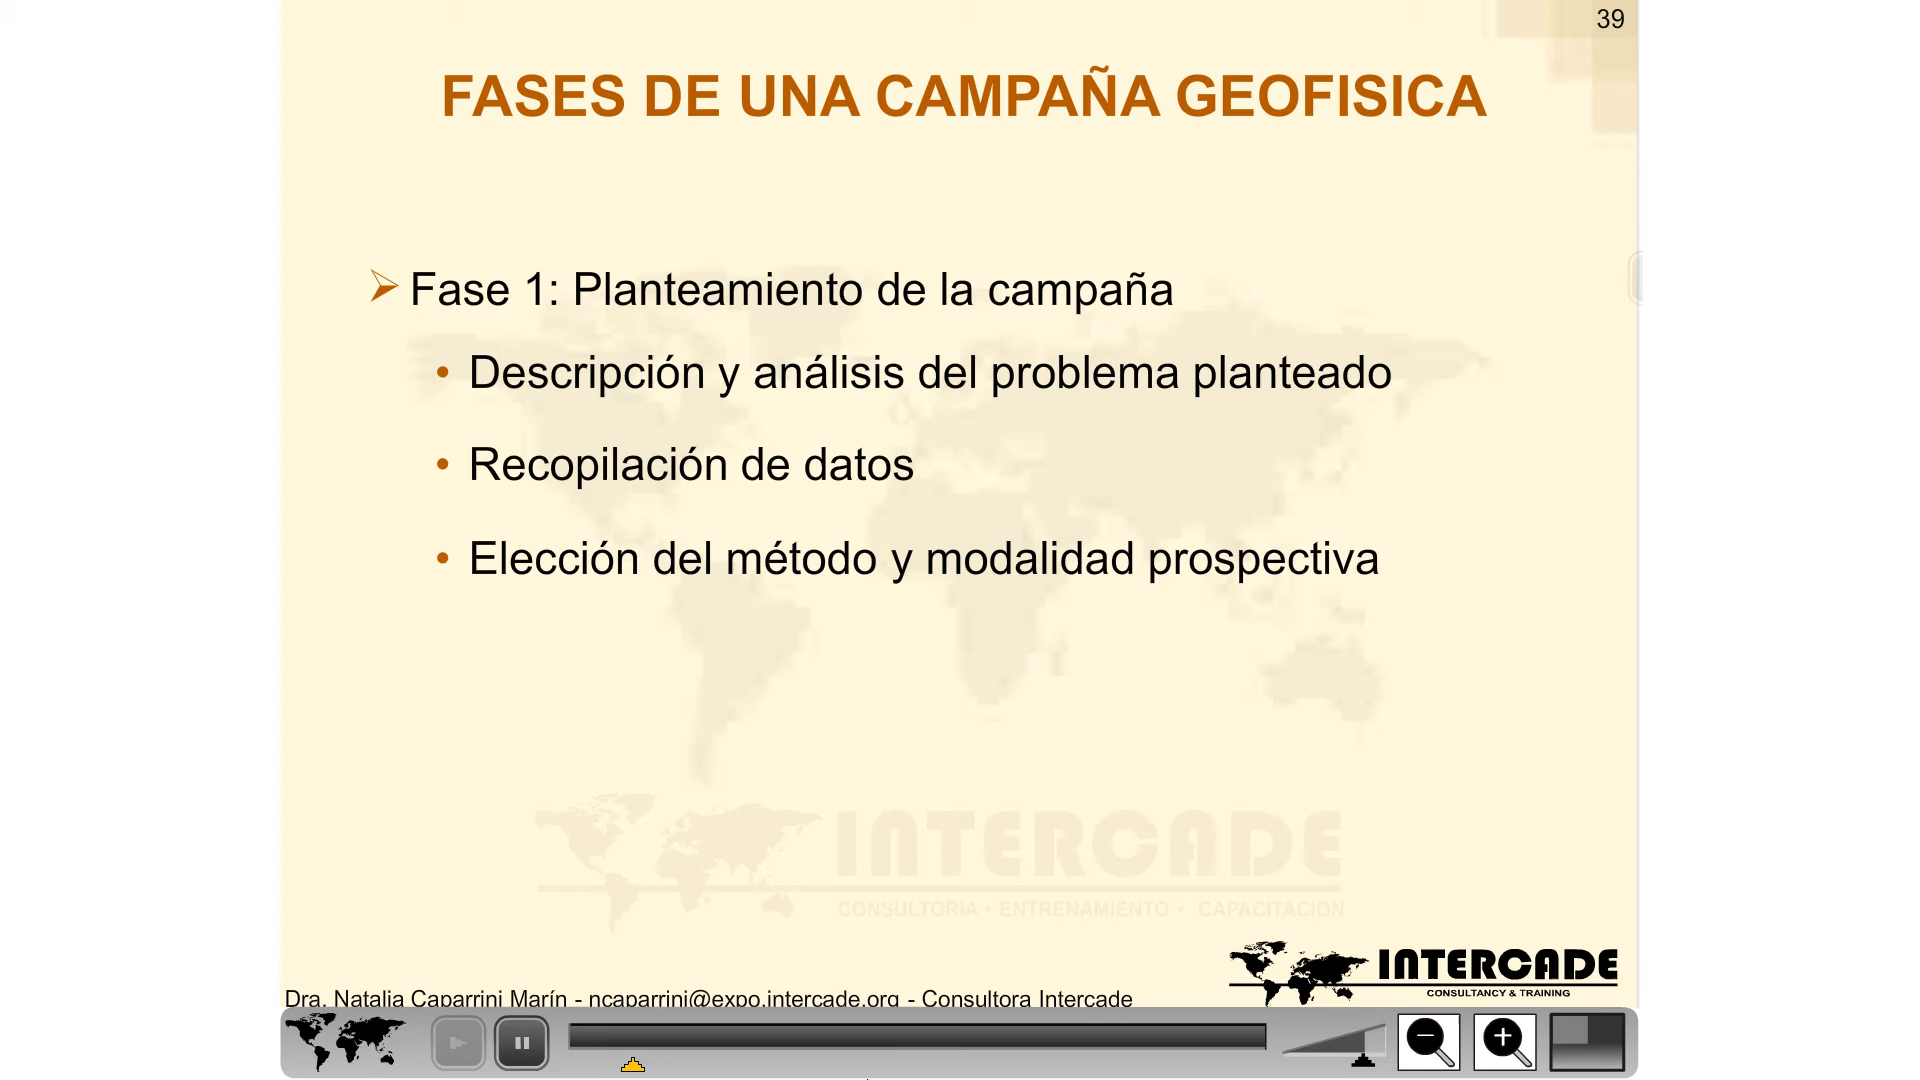 39
FASES DE UNA CAMPAÑA GEOFISICA
Fase 1: Planteamiento de la campaña
• Descripción y análisis del problema planteado
• Recopilación de datos
• Elección del método y modalidad prospectiva
INTERCADE
CONSULTORIA • ENTRENAMIENTO • CAPACITACION
INTERCADE
CONSULTANCY & TRAINING
Dra. Natalia Caparrini Marín - ncaparrini@expo.intercade.org - Consultora Intercade